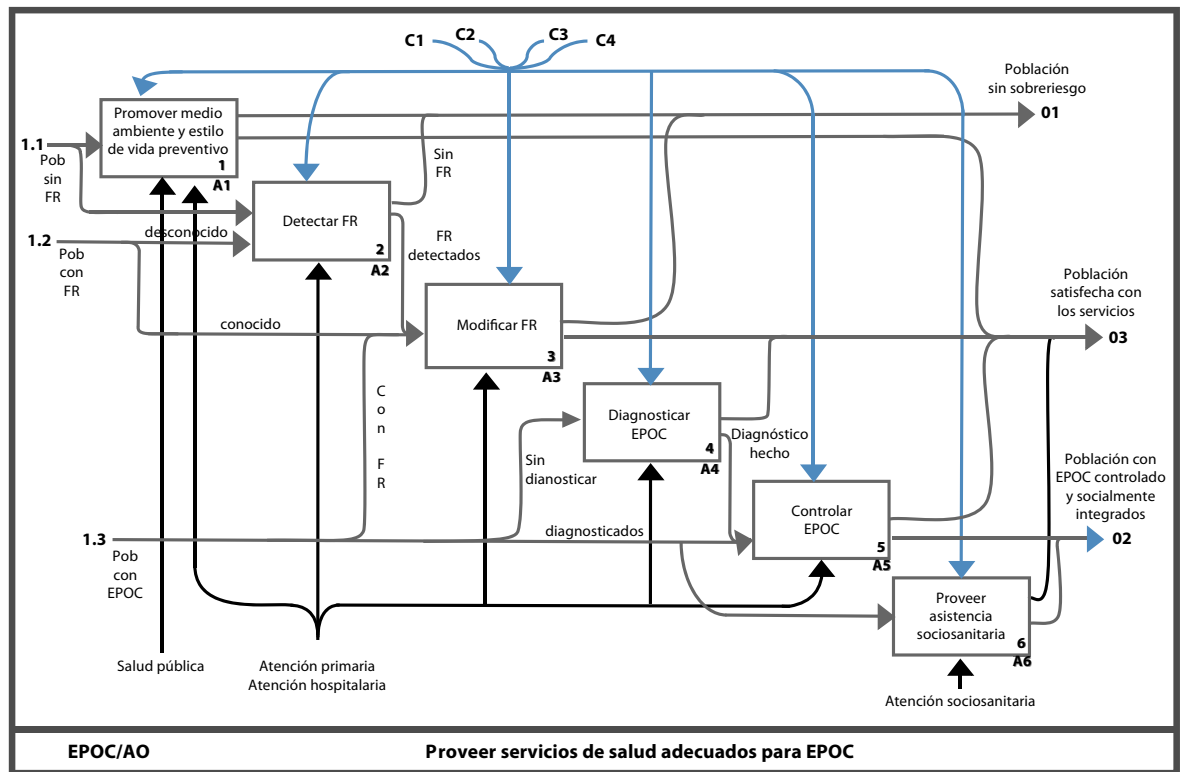 C1
C2
C3
C4
Población
sin sobreriesgo
01
Promover medio
ambiente y estilo
de vida preventivo
1
A1
1.1
Pob
sin
FR
Sin
FR
Detectar FR
2
A2
desconocido
1.2
Pob
con
FR
FR
detectados
Población
satisfecha con
los servicios
03
conocido
Modificar FR
3
A3
C
o
n
F
R
Diagnosticar
EPOC
4
A4
Diagnóstico
hecho
Sin
dianosticar
Población con
EPOC controlado
y socialmente
integrados
02
Controlar
EPOC
5
A5
1.3
Pob
con
EPOC
diagnosticados
Proveer
asistencia
sociosanitaria
6
A6
Salud pública
Atención primaria
Atención hospitalaria
Atención sociosanitaria
EPOC/AO
Proveer servicios de salud adecuados para EPOC